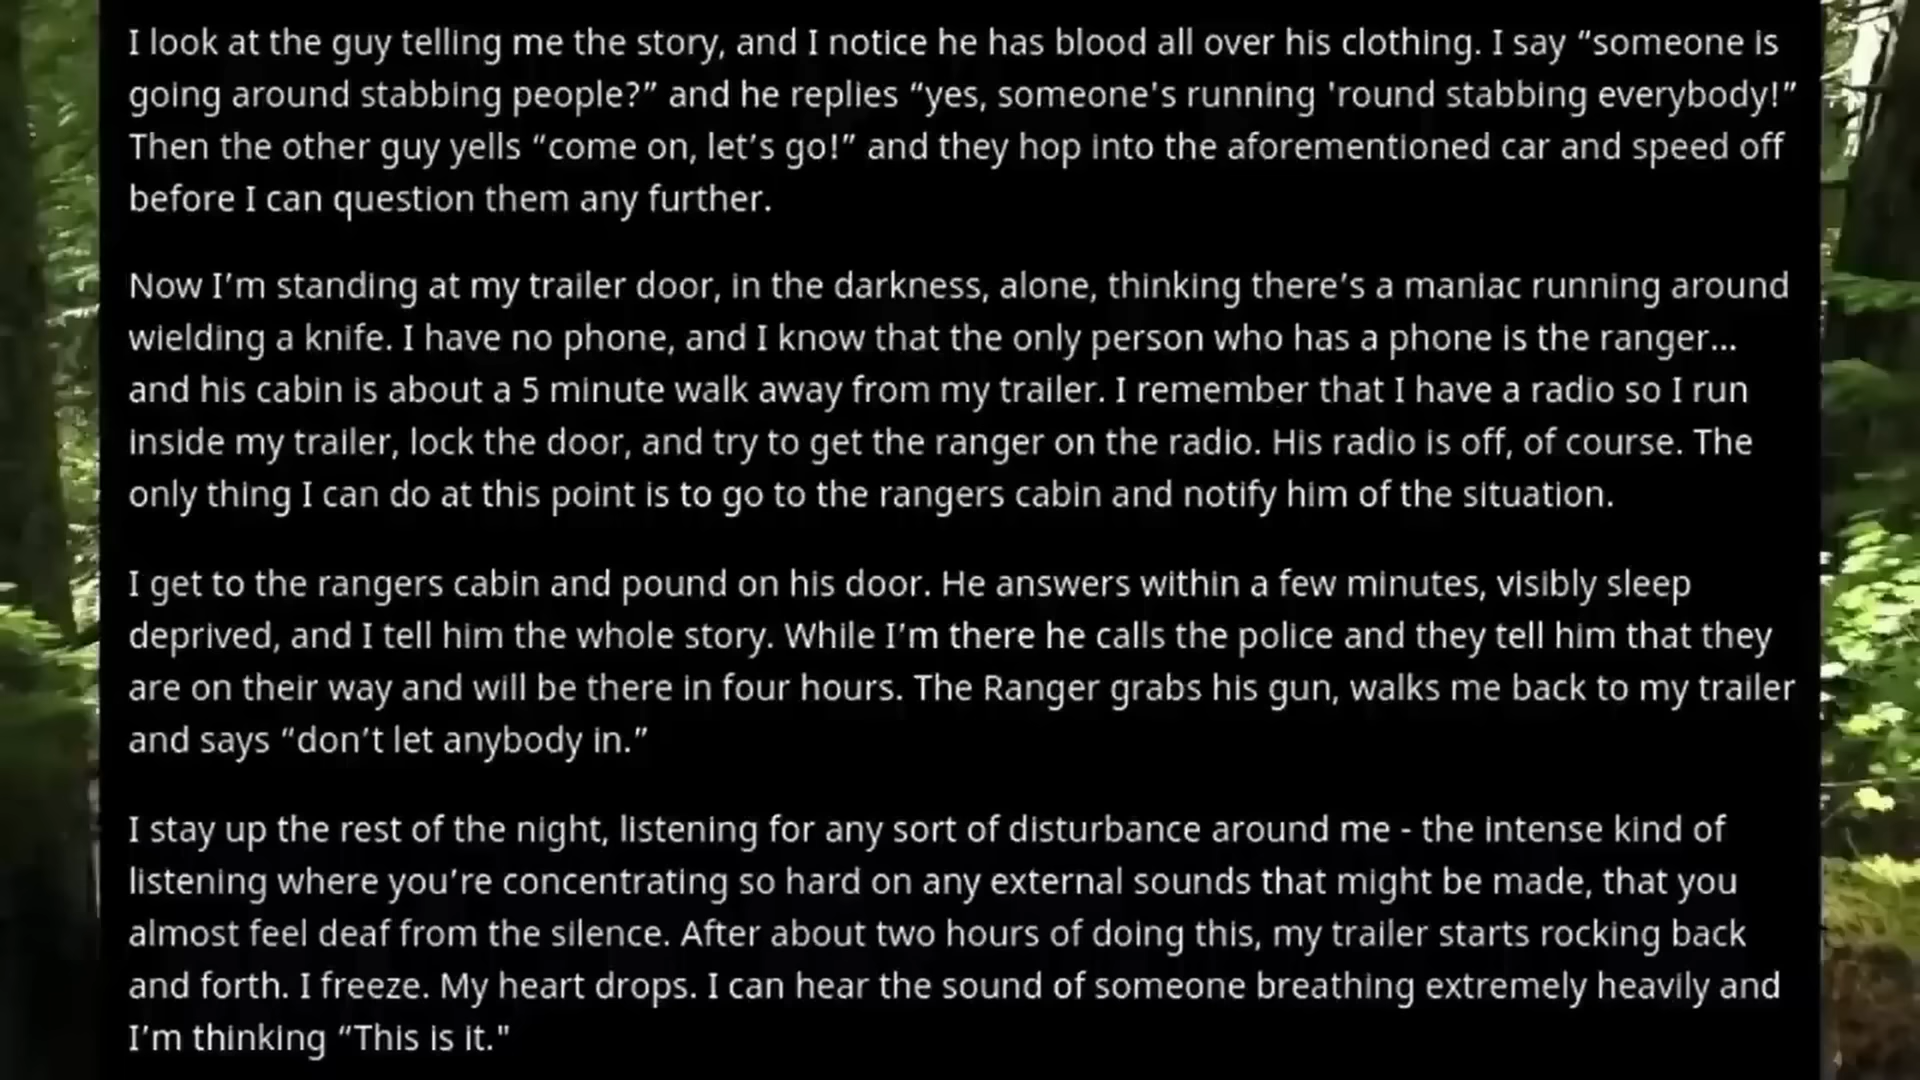 I look at the guy telling me the story, and I notice he has blood all over his clothing. I say “someone is
going around stabbing people?” and he replies “yes, someone's running 'round stabbing everybody!”
Then the other guy yells “come on, let’s go!” and they hop into the aforementioned car and speed off
before I can question them any further.
Now I’m standing at my trailer door, in the darkness, alone, thinking there’s a maniac running around
wielding a knife. I have no phone, and I know that the only person who has a phone is the ranger...
and his cabin is about a 5 minute walk away from my trailer. I remember that I have a radio so I run
inside my trailer, lock the door, and try to get the ranger on the radio. His radio is off, of course. The
only thing I can do at this point is to go to the rangers cabin and notify him of the situation.
I get to the rangers cabin and pound on his door. He answers within a few minutes, visibly sleep
deprived, and I tell him the whole story. While I’m there he calls the police and they tell him that they
are on their way and will be there in four hours. The Ranger grabs his gun, walks me back to my trailer
and says “don’t let anybody in.”
I stay up the rest of the night, listening for any sort of disturbance around me - the intense kind of
listening where you’re concentrating so hard on any external sounds that might be made, that you
almost feel deaf from the silence. After about two hours of doing this, my trailer starts rocking back
and forth. I freeze. My heart drops. I can hear the sound of someone breathing extremely heavily and
I’m thinking “This is it."